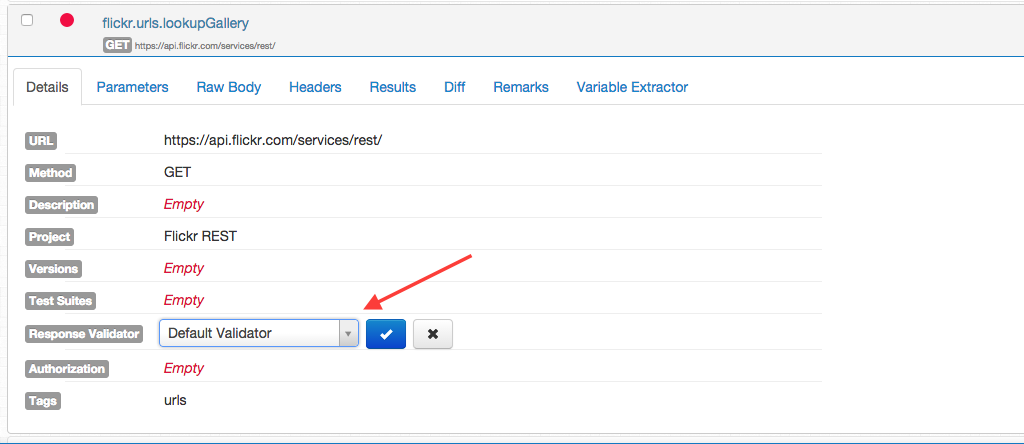 flickr.urls.lookupGallery
GET https://api.flickr.com/services/rest/
Details Parameters Raw Body Headers Results Diff Remarks Variable Extractor
URL https://api.flickr.com/services/rest/
Method GET
Description Empty
Project Flickr REST
Versions Empty
Test Suites Empty
Response Validator Default Validator
Authorization Empty
Tags urls